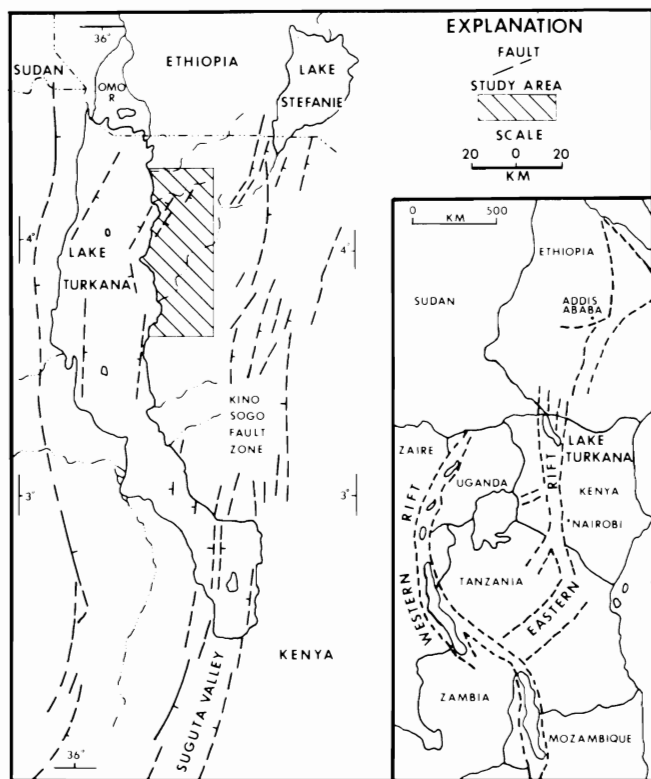 36°
SUDAN
ETHIOPIA
OMO
R
LAKE
STEFANIE
4°
4°
LAKE
TURKANA
KINO
SOGO
FAULT
ZONE
3°
3°
KENYA
SUGUTA VALLEY
36°
EXPLANATION
FAULT
STUDY AREA
SCALE
20 0 20
KM
0 500
KM
ETHIOPIA
SUDAN
ADDIS
ABABA
LAKE
TURKANA
ZAIRE
UGANDA
RIFT
RIFT
KENYA
NAIROBI
TANZANIA
WESTERN
EASTERN
ZAMBIA
MOZAMBIQUE